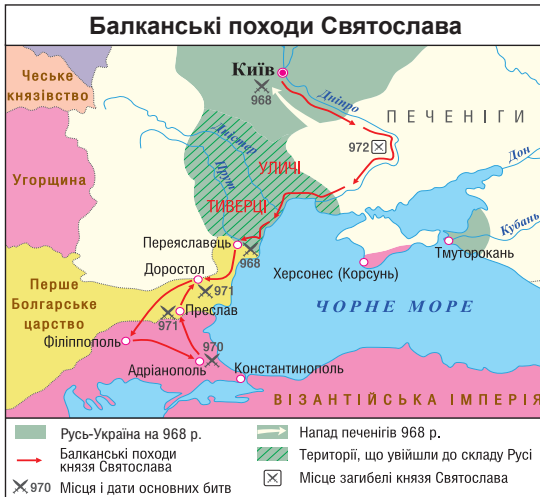 Балканські походи Святослава
Чеське
князівство
Київ
968
Дніпро
ПЕЧЕНІГИ
972
Дністер
Прут
УЛИЧІ
Дон
Угорщина
ТИВЕРЦІ
Кубань
Переяславець
968
Тмуторокань
Доростол
Херсонес (Корсунь)
Перше
Болгарське
царство
971
971
Преслав
ЧОРНЕ МОРЕ
Філіппополь
970
Адріанополь
Константинополь
ВІЗАНТІЙСЬКА ІМПЕРІЯ
Русь-Україна на 968 р.
Балканські походи
князя Святослава
970 Місця і дати основних битв
Напад печенігів 968 р.
Території, що увійшли до складу Русі
Місце загибелі князя Святослава